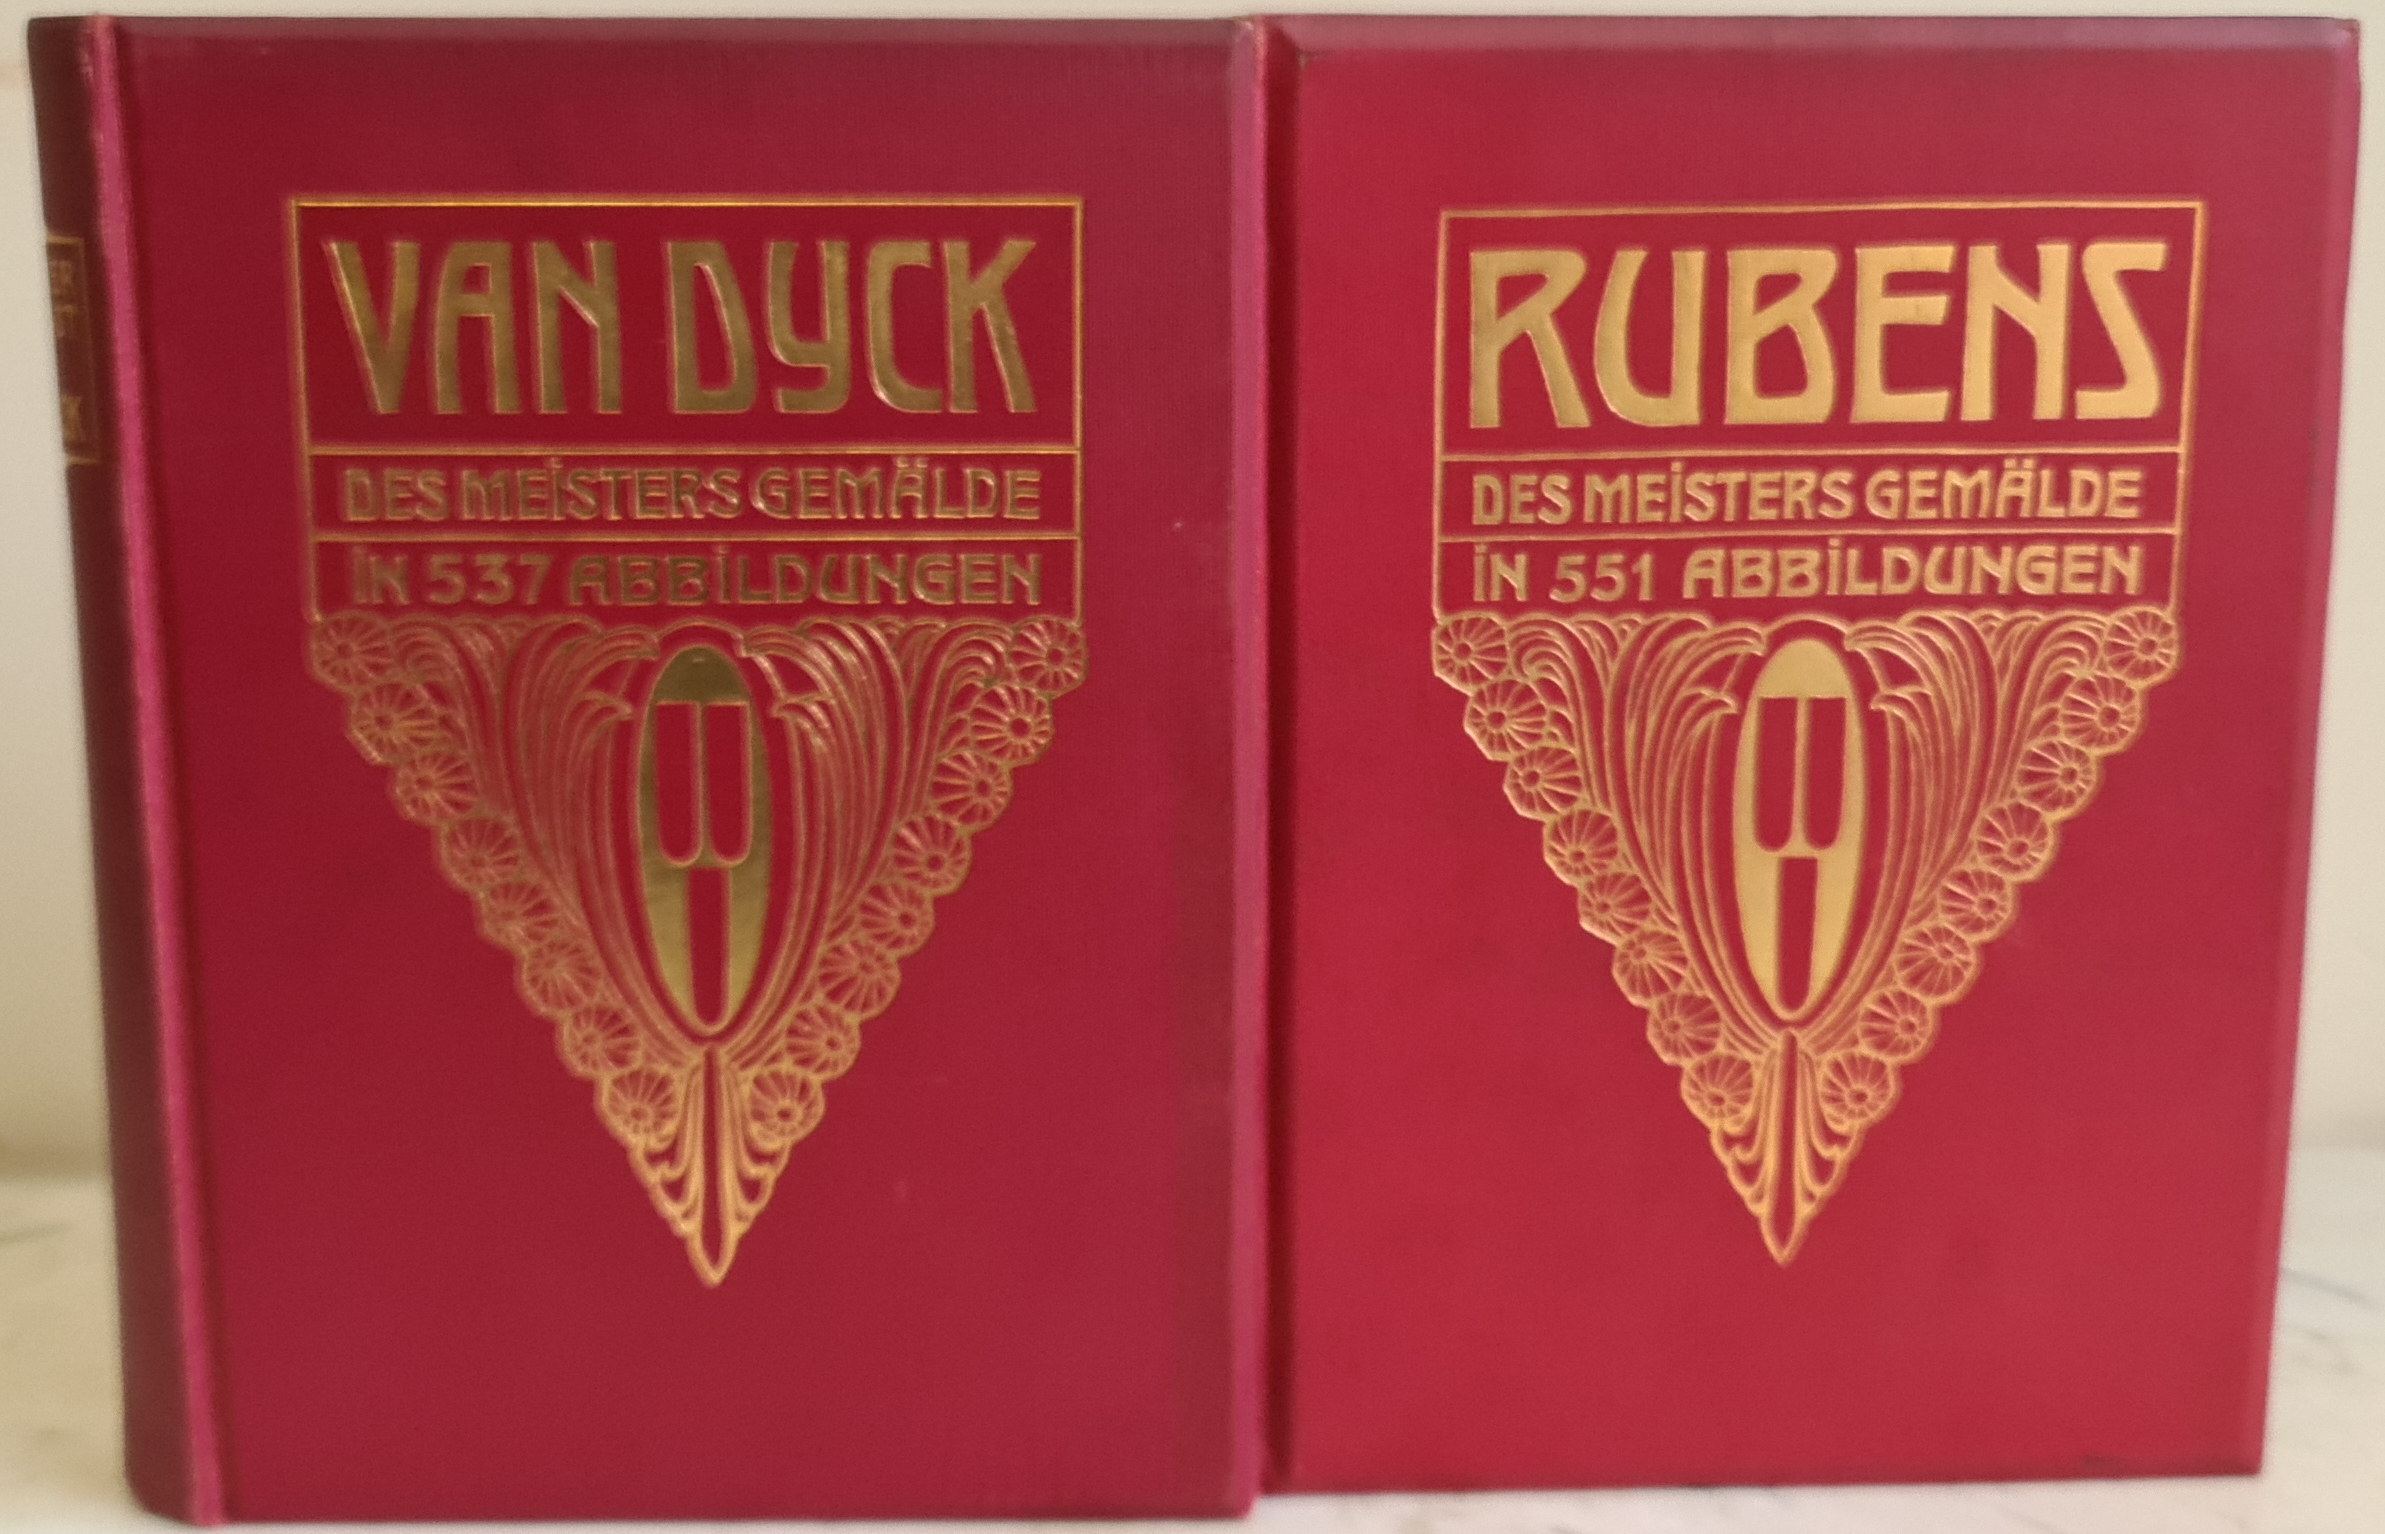 VAN DYCK
DES MEISTERS GEMÄLDE
IN 537 ABBILDUNGEN
RUBENS
DES MEISTERS GEMÄLDE
IN 551 ABBILDUNGEN